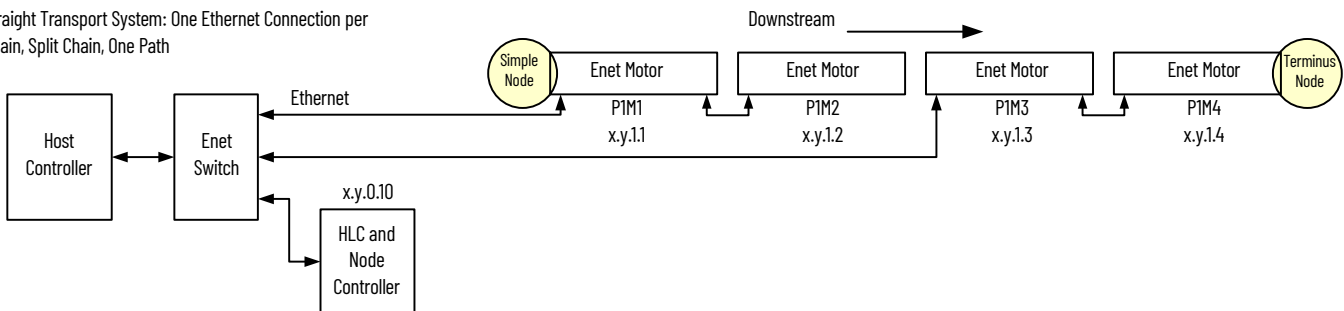 raight Transport System: One Ethernet Connection per
ain, Split Chain, One Path
Downstream
Simple
Node
Enet Motor
Enet Motor
Enet Motor
Enet Motor
Terminus
Node
P1M1
x.y.1.1
P1M2
x.y.1.2
P1M3
x.y.1.3
P1M4
x.y.1.4
Ethernet
Host
Controller
Enet
Switch
x.y.0.10
HLC and
Node
Controller